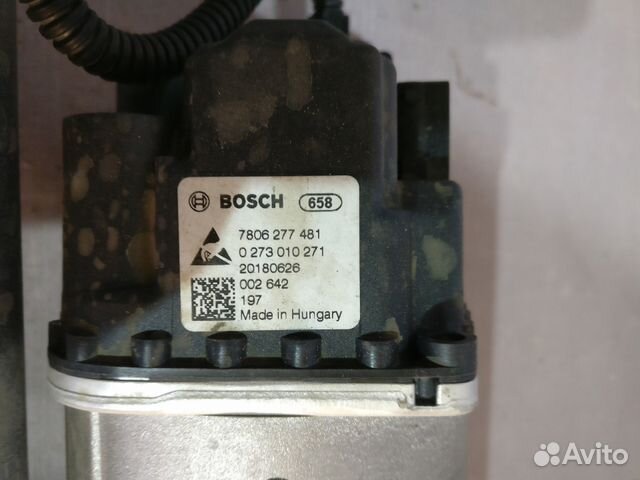 BOSCH 658
7806 277 481
0 273 010 271
20180626
002 642
197
Made in Hungary
Avito